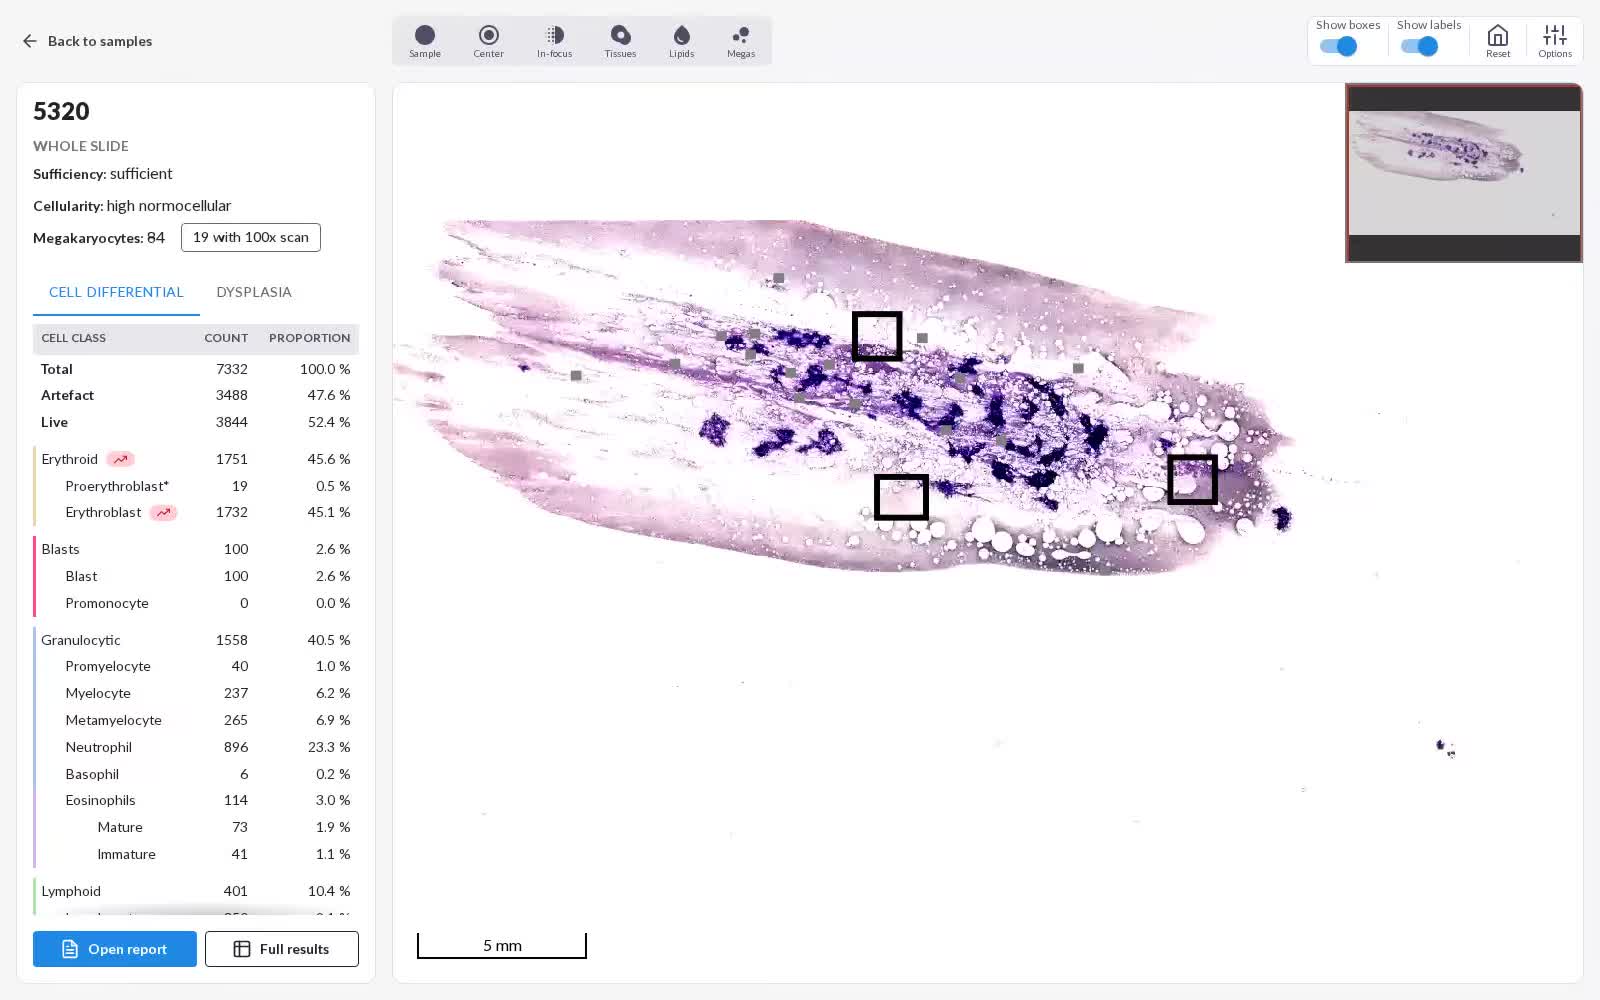 Back to samples
Sample
Center
In-focus
Tissues
Lipids
Megas
Show boxes
Show labels
Reset
Options
5320
WHOLE SLIDE
Sufficiency: sufficient
Cellularity: high normocellular
Megakaryocytes: 84 19 with 100x scan
CELL DIFFERENTIAL DYSPLASIA
CELL CLASS COUNT PROPORTION
Total 7332 100.0 %
Artefact 3488 47.6 %
Live 3844 52.4 %
Erythroid 1751 45.6 %
Proerythroblast* 19 0.5 %
Erythroblast 1732 45.1 %
Blasts 100 2.6 %
Blast 100 2.6 %
Promonocyte 0 0.0 %
Granulocytic 1558 40.5 %
Promyelocyte 40 1.0 %
Myelocyte 237 6.2 %
Metamyelocyte 265 6.9 %
Neutrophil 896 23.3 %
Basophil 6 0.2 %
Eosinophils 114 3.0 %
Mature 73 1.9 %
Immature 41 1.1 %
Lymphoid 401 10.4 %
Open report
Full results
5 mm